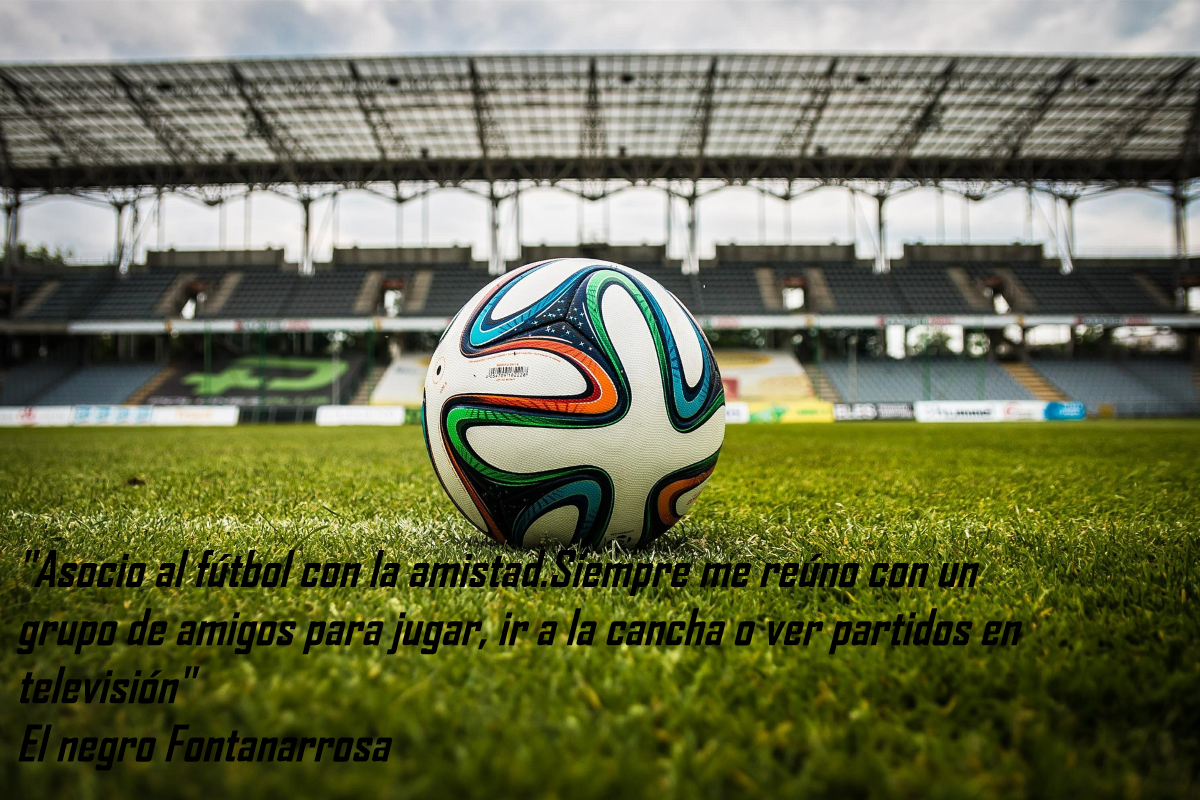 "Asocio al fútbol con la amistad.Siempre me reúno con un
grupo de amigos para jugar, ir a la cancha o ver partidos en
televisión"
El negro Fontanarrosa